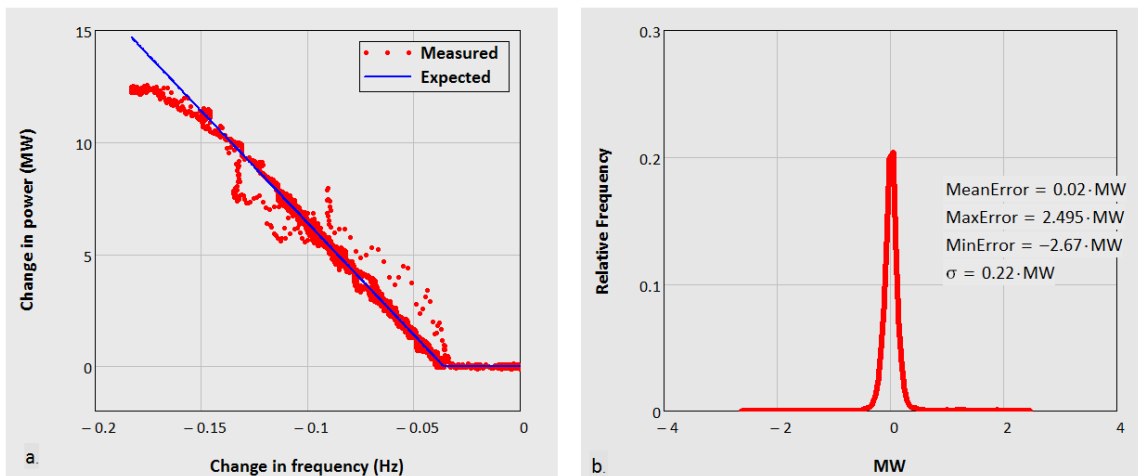 15
10
5
0
Change in power (MW)
Measured
Expected
−0.2 −0.15 −0.1 −0.05 0
Change in frequency (Hz)
a.
0.3
0.2
0.1
0
Relative Frequency
MeanError = 0.02·MW
MaxError = 2.495·MW
MinError = −2.67·MW
σ = 0.22·MW
−4 −2 0 2 4
MW
b.